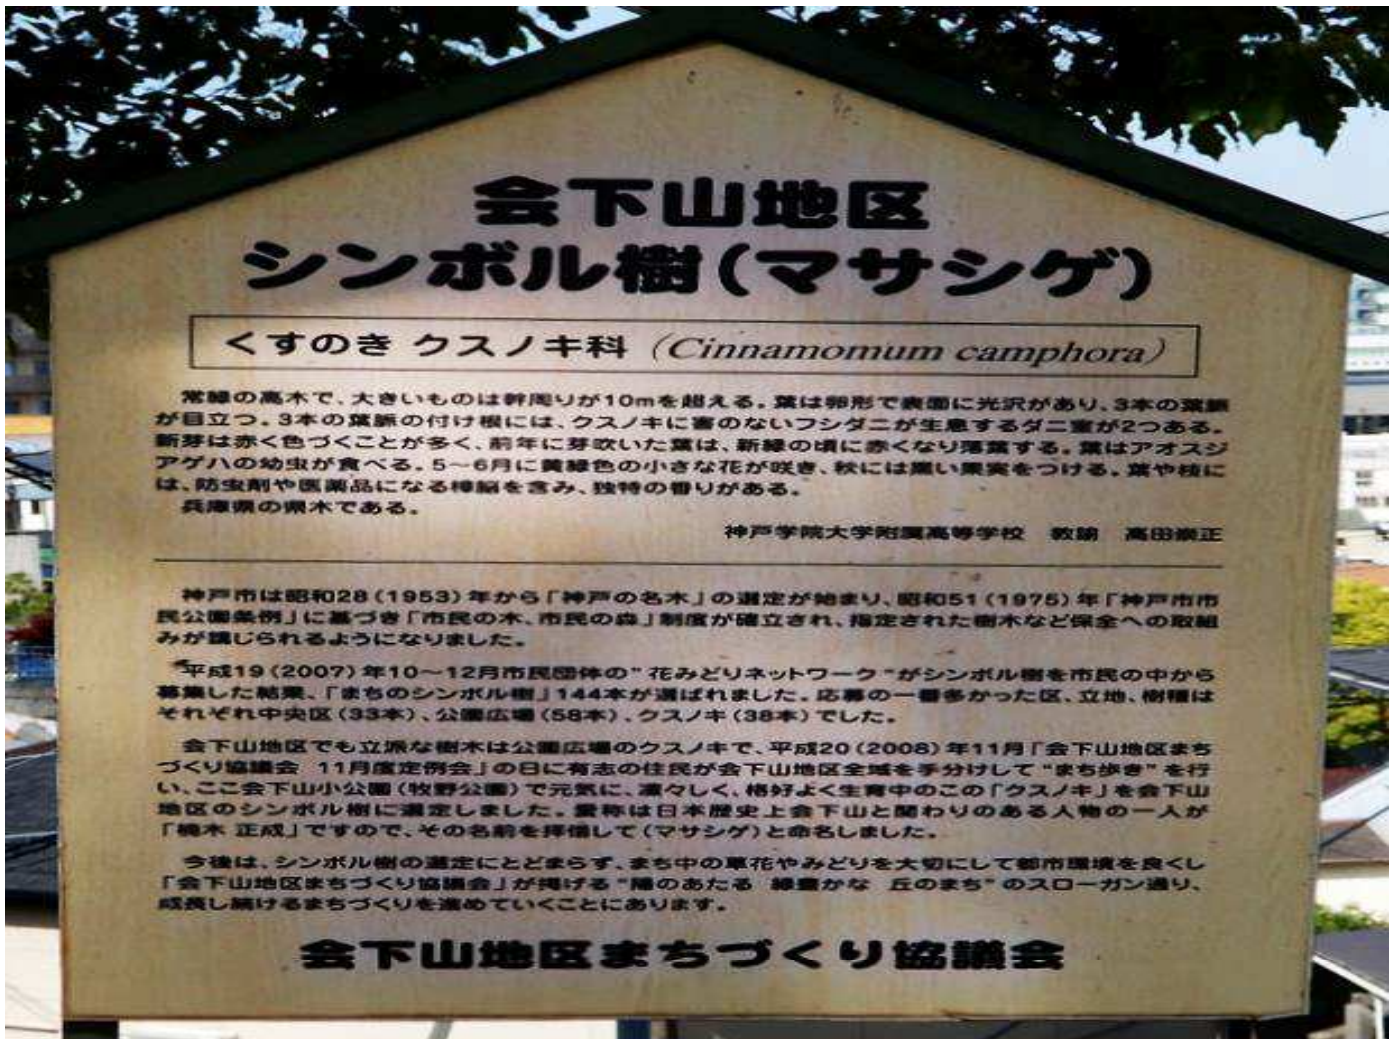 会下山地区
シンボル樹(マサシゲ)
くすのき クスノキ科 (Cinnamomum camphora)
常緑の高木で、大きいものは幹周りが10mを超える。葉は卵形で表面に光沢があり、3本の葉脈
が目立つ。3本の葉脈の付け根には、クスノキに害のないフシダニが生息するダニ室が2つある。
新芽は赤く色づくことが多く、前年に芽吹いた葉は、新緑の頃に赤くなり落葉する。葉はアオスジ
アゲハの幼虫が食べる。5〜6月に黄緑色の小さな花が咲き、秋には黒い果実をつける。葉や枝に
は、防虫剤や医薬品になる樟脳を含み、独特の香りがある。
兵庫県の県木である。
神戸学院大学附属高等学校 教諭 高田崇正
神戸市は昭和28(1953)年から「神戸の名木」の選定が始まり、昭和51(1975)年「神戸市市
民公園条例」に基づき「市民の木、市民の森」制度が確立され、指定された樹木など保全への取組
みが講じられるようになりました。
平成19(2007)年10〜12月市民団体の"花みどりネットワーク"がシンボル樹を市民の中から
募集した結果、「まちのシンボル樹」144本が選ばれました。応募の一番多かった区、立地、樹種は
それぞれ中央区(33本)、公園広場(58本)、クスノキ(38本)でした。
会下山地区でも立派な樹木は公園広場のクスノキで、平成20(2008)年11月「会下山地区まち
づくり協議会 11月度定例会」の日に有志の住民が会下山地区全域を手分けして"まち歩き"を行
い、ここ会下山小公園(牧野公園)で元気に、凛々しく、格好よく生育中のこの「クスノキ」を会下山
地区のシンボル樹に選定しました。愛称は日本歴史上会下山と関わりのある人物の一人が
「楠木 正成」ですので、その名前を拝借して(マサシゲ)と命名しました。
今後は、シンボル樹の選定にとどまらず、まち中の草花やみどりを大切にして都市環境を良くし
「会下山地区まちづくり協議会」が掲げる"陽のあたる 緑豊かな 丘のまち"のスローガン通り、
成長し続けるまちづくりを進めていくことにあります。
会下山地区まちづくり協議会